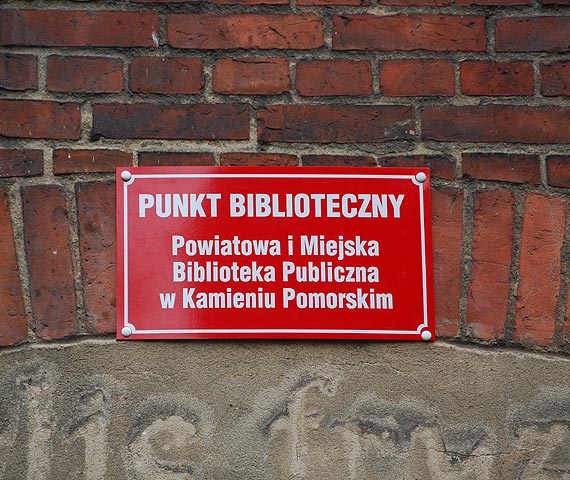 PUNKT BIBLIOTECZNY
Powiatowa i Miejska
Biblioteka Publiczna
w Kamieniu Pomorskim